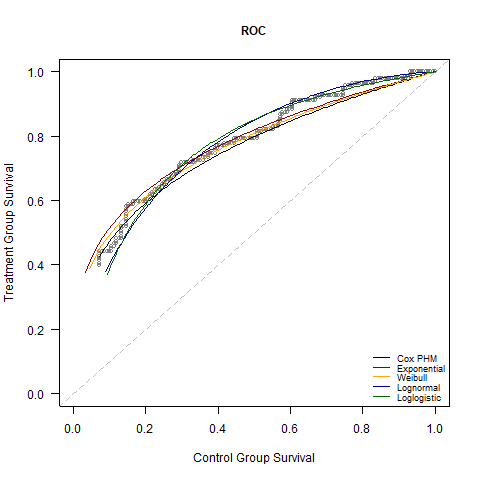 ROC
Treatment Group Survival
1.0
0.8
0.6
0.4
0.2
0.0
Cox PHM
Exponential
Weibull
Lognormal
Loglogistic
0.0 0.2 0.4 0.6 0.8 1.0
Control Group Survival